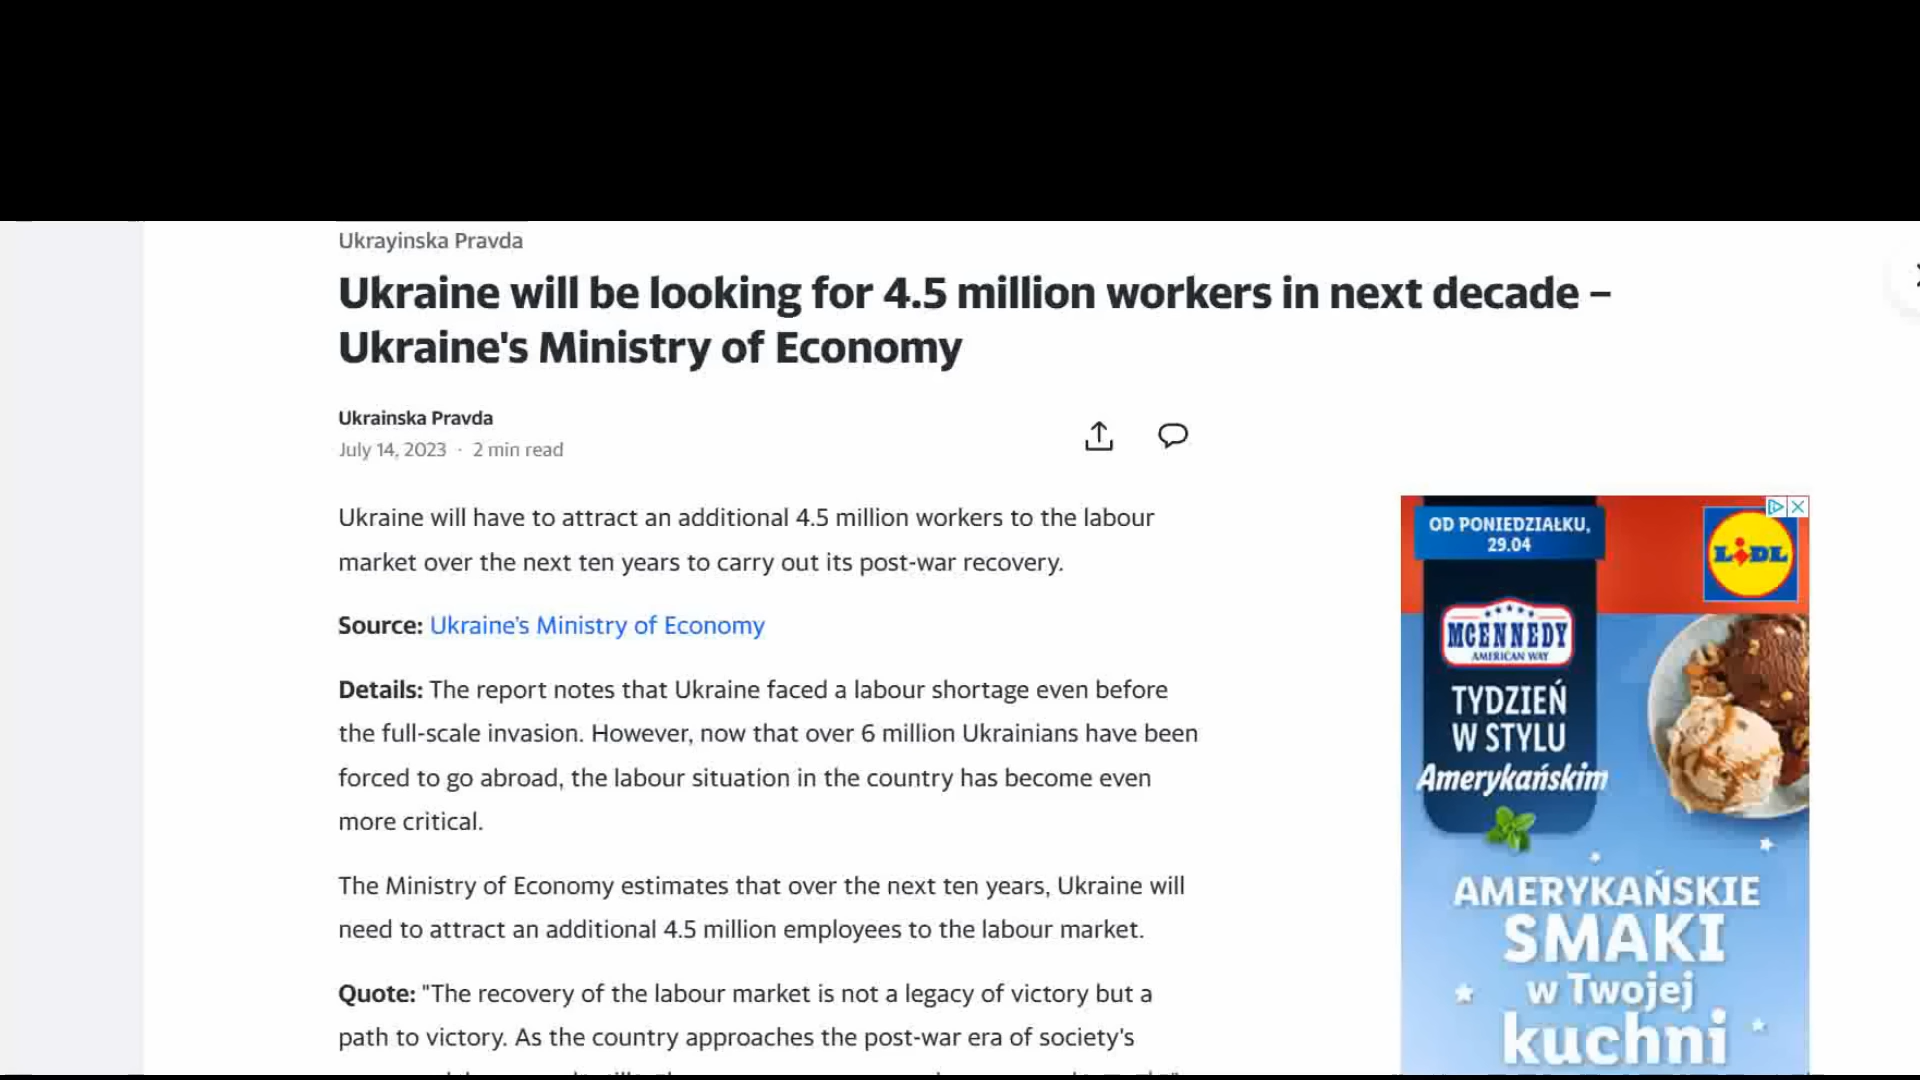 Ukrayinska Pravda
Ukraine will be looking for 4.5 million workers in next decade –
Ukraine's Ministry of Economy
Ukrainska Pravda
July 14, 2023 · 2 min read
Ukraine will have to attract an additional 4.5 million workers to the labour
market over the next ten years to carry out its post-war recovery.
Source: Ukraine's Ministry of Economy
Details: The report notes that Ukraine faced a labour shortage even before
the full-scale invasion. However, now that over 6 million Ukrainians have been
forced to go abroad, the labour situation in the country has become even
more critical.
The Ministry of Economy estimates that over the next ten years, Ukraine will
need to attract an additional 4.5 million employees to the labour market.
Quote: "The recovery of the labour market is not a legacy of victory but a
path to victory. As the country approaches the post-war era of society's
OD PONIEDZIAŁKU,
29.04
LIDL
MCENNEDY
AMERICAN WAY
TYDZIEŃ
W STYLU
Amerykańskim
AMERYKAŃSKIE
SMAKI
w Twojej
kuchni